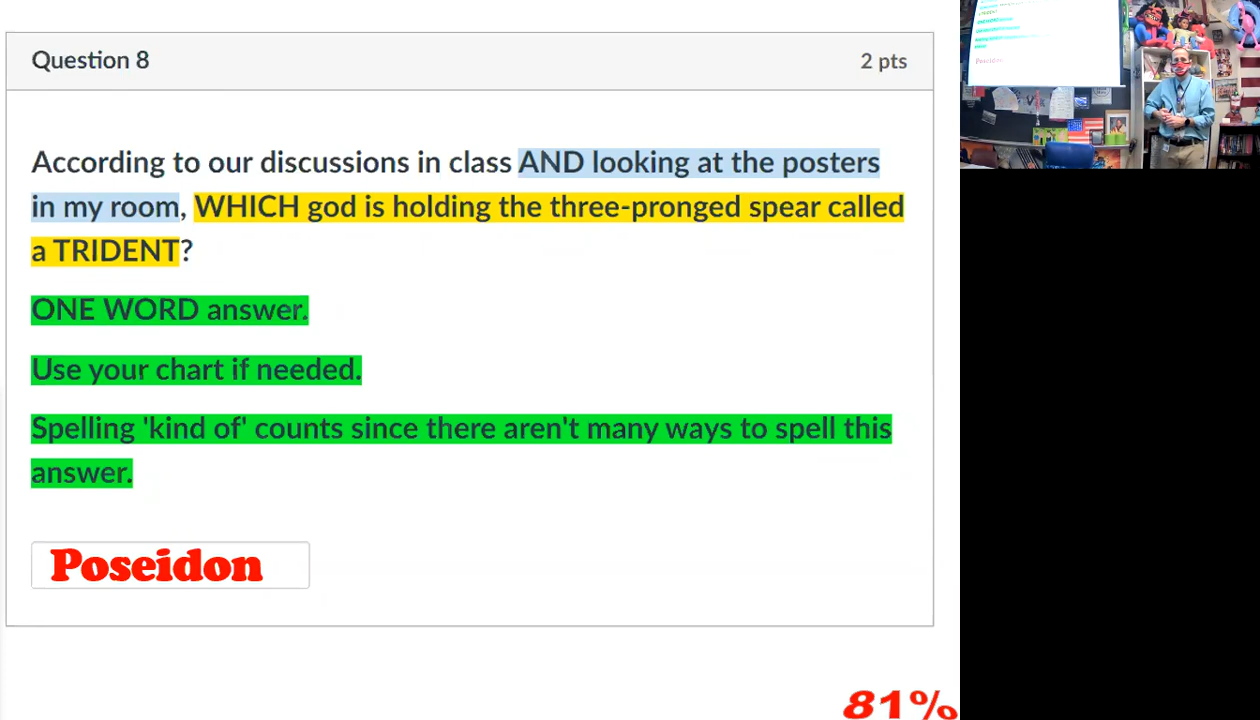 Question 8
2 pts
According to our discussions in class AND looking at the posters
in my room, WHICH god is holding the three-pronged spear called
a TRIDENT?
ONE WORD answer.
Use your chart if needed.
Spelling 'kind of' counts since there aren't many ways to spell this
answer.
Poseidon
81%
Poseidon